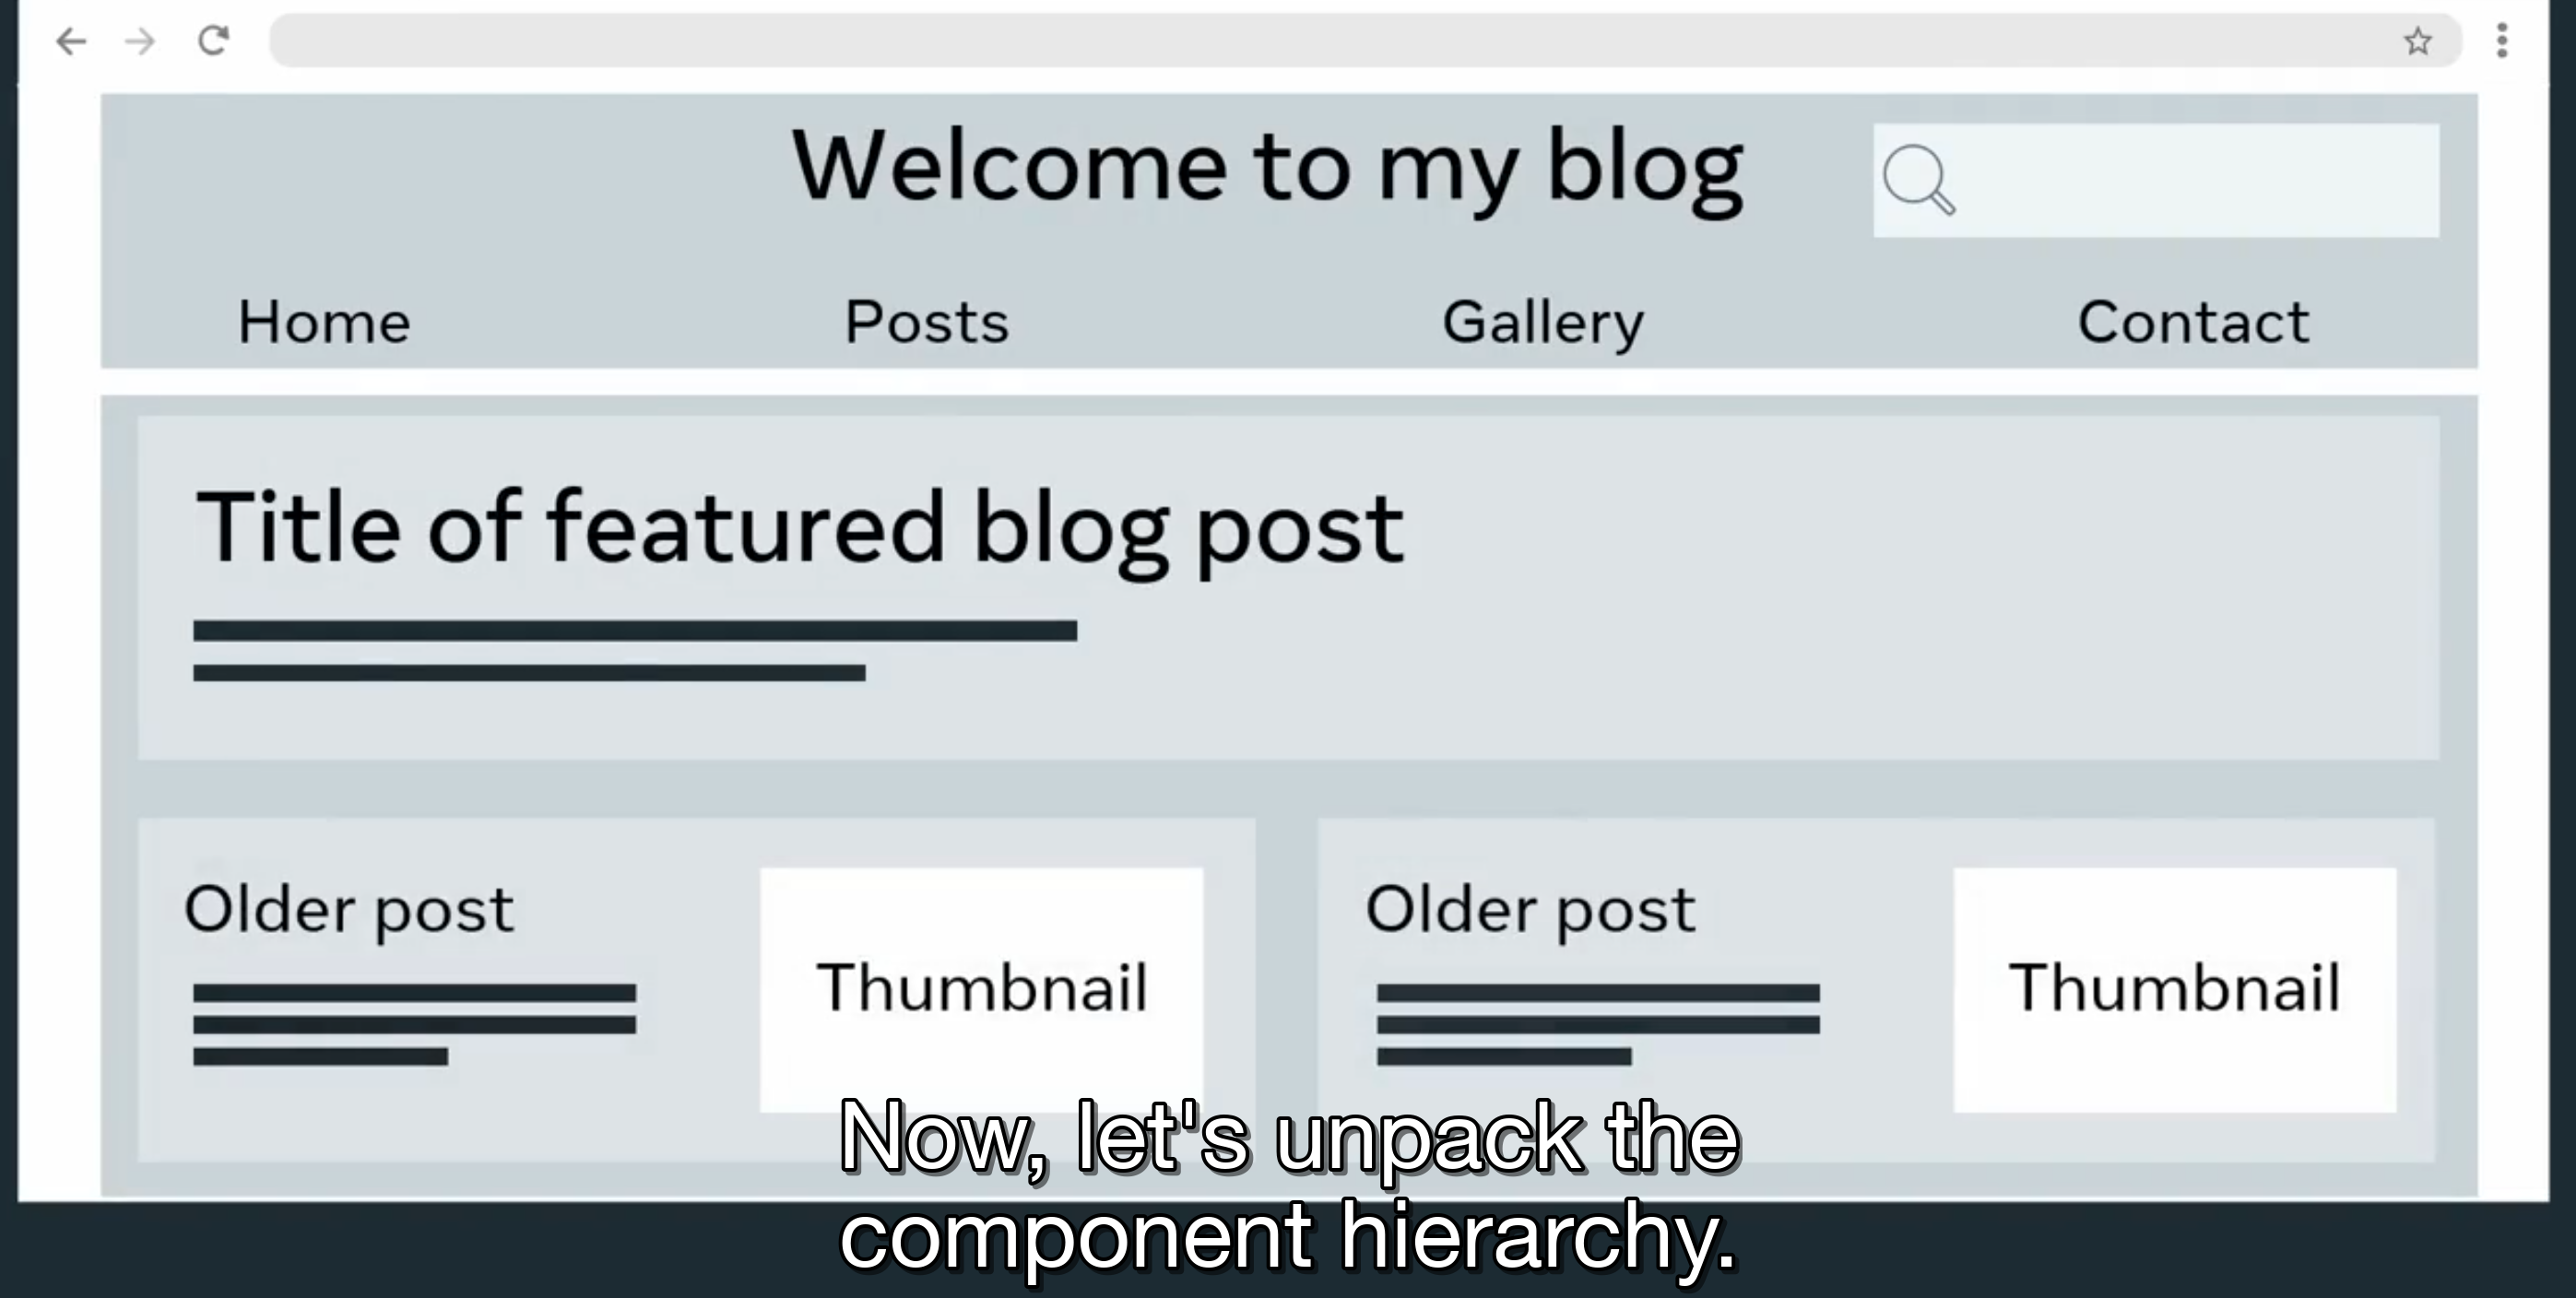 Welcome to my blog
Home Posts Gallery Contact
Title of featured blog post
Older post
Thumbnail
Older post
Thumbnail
Now, let's unpack the
component hierarchy.